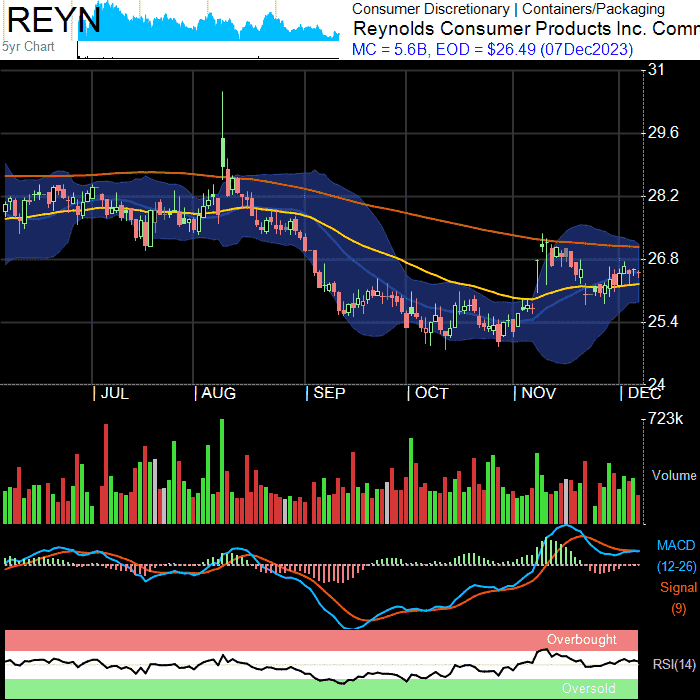 REYN
5yr Chart
Consumer Discretionary | Containers/Packaging
Reynolds Consumer Products Inc. Comm
MC = 5.6B, EOD = $26.49 (07Dec2023)
31
29.6
28.2
26.8
25.4
24
JUL
AUG
SEP
OCT
NOV
DEC
723k
Volume
MACD
(12-26)
Signal
(9)
Overbought
RSI(14)
Oversold